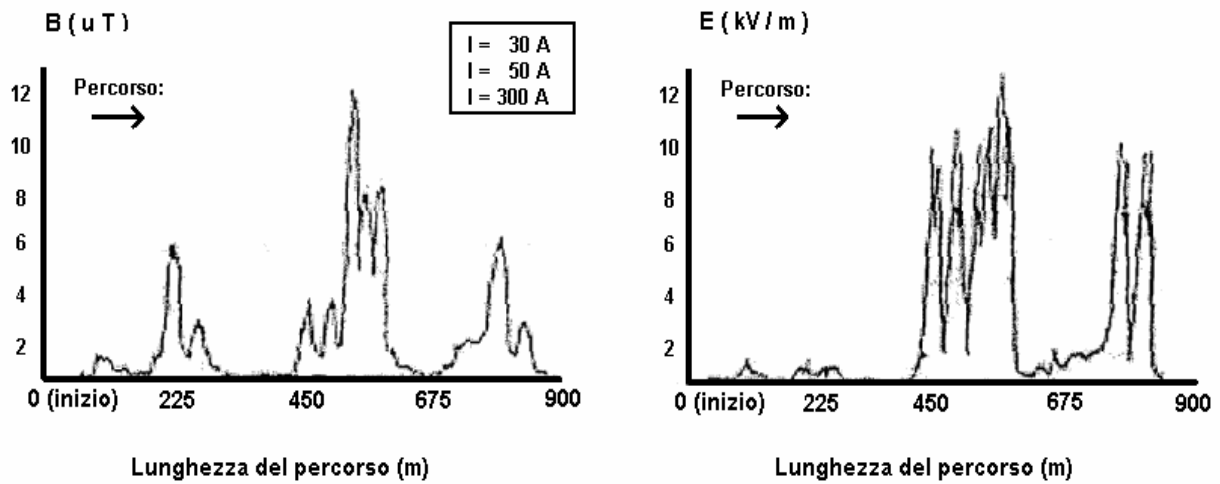 B ( u T )
I = 30 A
I = 50 A
I = 300 A
Percorso:
12
10
8
6
4
2
0 (inizio) 225 450 675 900
Lunghezza del percorso (m)
E ( kV / m )
Percorso:
12
10
8
6
4
2
0 (inizio) 225 450 675 900
Lunghezza del percorso (m)